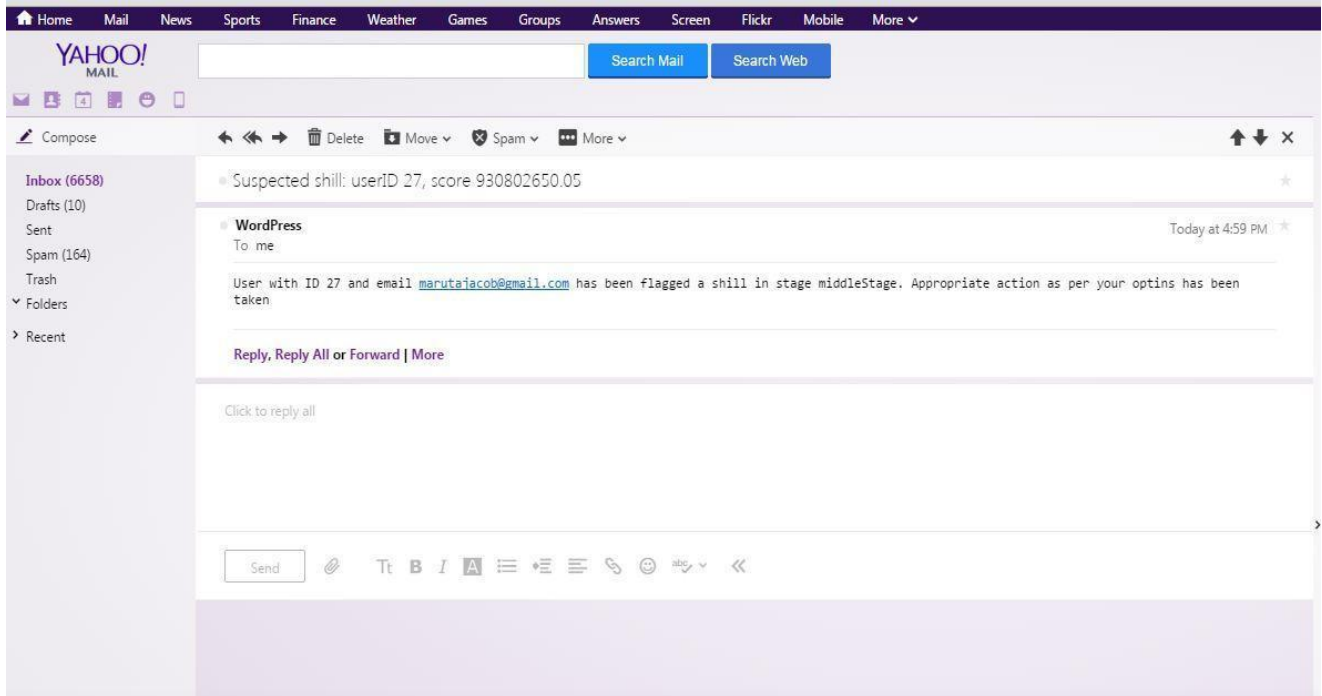 Home Mail News Sports Finance Weather Games Groups Answers Screen Flickr Mobile More
YAHOO!
MAIL
Search Mail Search Web
4
Compose
Delete Move Spam More
Inbox (6658)
Drafts (10)
Sent
Spam (164)
Trash
Folders
Recent
Suspected shill: userID 27, score 930802650.05
WordPress
Today at 4:59 PM
To me
User with ID 27 and email marutajacob@gmail.com has been flagged a shill in stage middleStage. Appropriate action as per your optins has been
taken
Reply, Reply All or Forward | More
Click to reply all
Send Tt B I A abc